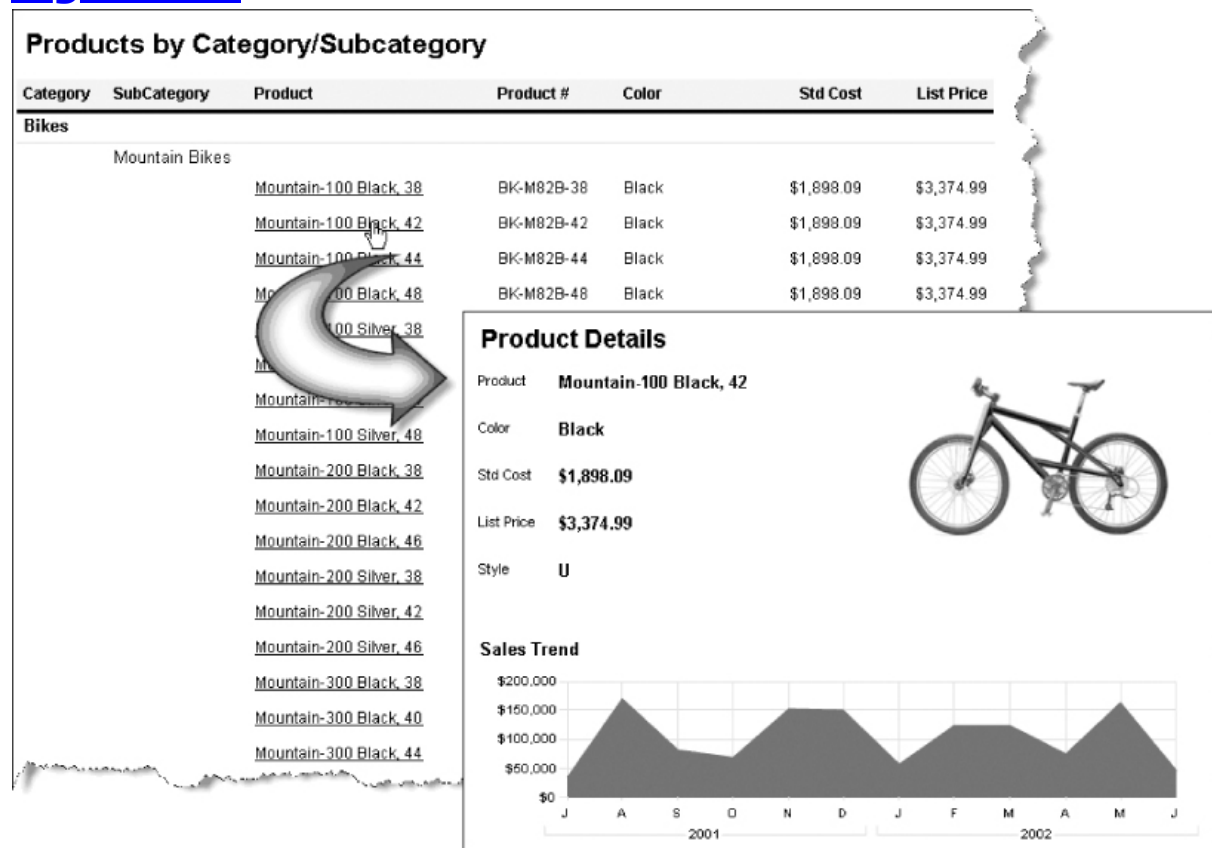 Products by Category/Subcategory
Category SubCategory Product Product # Color Std Cost List Price
Bikes
Mountain Bikes
Mountain-100 Black, 38 BK-M82B-38 Black $1,898.09 $3,374.99
Mountain-100 Black, 42 BK-M82B-42 Black $1,898.09 $3,374.99
Mountain-100 Black, 44 BK-M82B-44 Black $1,898.09 $3,374.99
00 Black, 48 BK-M82B-48 Black $1,898.09 $3,374.99
100 Silver, 38
Mountain-100 Silver, 48
Mountain-200 Black, 38
Mountain-200 Black, 42
Mountain-200 Black, 46
Mountain-200 Silver, 38
Mountain-200 Silver, 42
Mountain-200 Silver, 46
Mountain-300 Black, 38
Mountain-300 Black, 40
Mountain-300 Black, 44
Product Details
Product Mountain-100 Black, 42
Color Black
Std Cost $1,898.09
List Price $3,374.99
Style U
Sales Trend
$200,000
$150,000
$100,000
$50,000
$0
J A S O N D J F M A M J
2001 2002